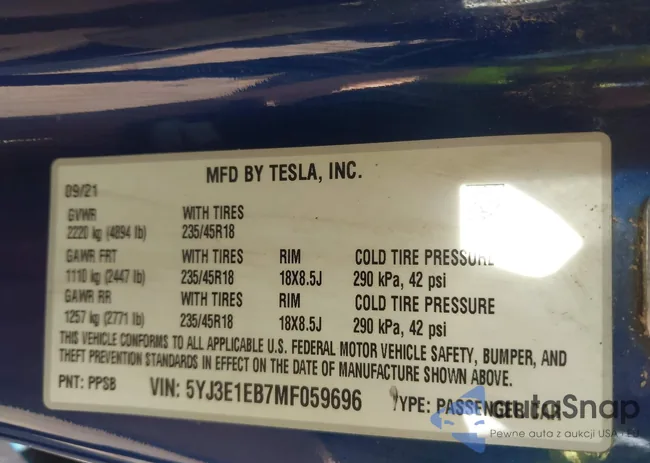 MFD BY TESLA, INC.
09/21
GVWR WITH TIRES
2220 kg (4894 lb) 235/45R18
GAWR FRT WITH TIRES RIM COLD TIRE PRESSURE
1110 kg (2447 lb) 235/45R18 18X8.5J 290 kPa, 42 psi
GAWR RR WITH TIRES RIM COLD TIRE PRESSURE
1257 kg (2771 lb) 235/45R18 18X8.5J 290 kPa, 42 psi
THIS VEHICLE CONFORMS TO ALL APPLICABLE U.S. FEDERAL MOTOR VEHICLE SAFETY, BUMPER, AND
THEFT PREVENTION STANDARDS IN EFFECT ON THE DATE OF MANUFACTURE SHOWN ABOVE.
PNT: PPSB VIN: 5YJ3E1EB7MF059696 TYPE: PASSENGER CAR
autaSnap
Pewne auta z aukcji USA i EU